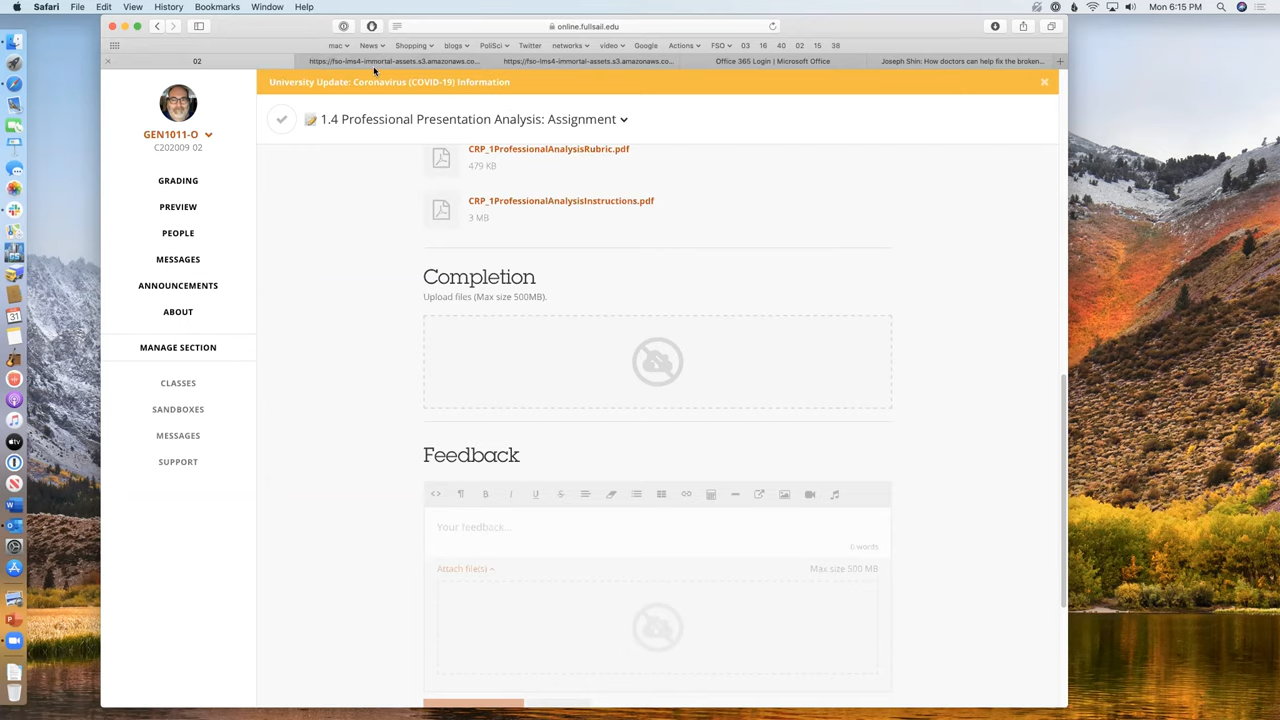 Safari File Edit View History Bookmarks Window Help Mon 6:15 PM
online.fullsail.edu
mac News Shopping blogs PoliSci Twitter networks video Google Actions FSO 03 16 40 02 15 38
02 https://fso-lms4-immortal-assets.s3.amazonaws.co... https://fso-lms4-immortal-assets.s3.amazonaws.co... Office 365 Login | Microsoft Office Joseph Shin: How doctors can help fix the broken...
University Update: Coronavirus (COVID-19) Information
1.4 Professional Presentation Analysis: Assignment
GEN1011-O
C202009 02
GRADING
PREVIEW
PEOPLE
MESSAGES
ANNOUNCEMENTS
ABOUT
MANAGE SECTION
CLASSES
SANDBOXES
MESSAGES
SUPPORT
CRP_1ProfessionalAnalysisRubric.pdf
479 KB
CRP_1ProfessionalAnalysisInstructions.pdf
3 MB
Completion
Upload files (Max size 500MB).
Feedback
Your feedback...
0 words
Attach file(s) Max size 500 MB